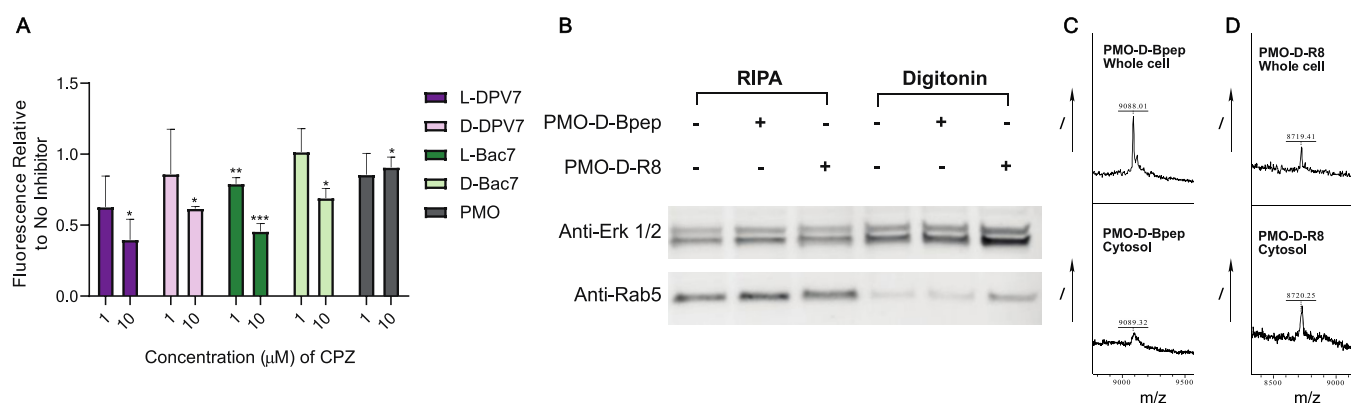 A
Fluorescence Relative
to No Inhibitor
1.5
1.0
0.5
0.0
* ** *** * * *
1 10 1 10 1 10 1 10 1 10
Concentration (μM) of CPZ
L-DPV7
D-DPV7
L-Bac7
D-Bac7
PMO
B
RIPA Digitonin
PMO-D-Bpep - + - - + -
PMO-D-R8 - - + - - +
Anti-Erk 1/2
Anti-Rab5
C
PMO-D-Bpep
Whole cell
9088.01
I
PMO-D-Bpep
Cytosol
9089.32
I
9000 9500
m/z
D
PMO-D-R8
Whole cell
8719.41
I
PMO-D-R8
Cytosol
8720.25
I
8500 9000
m/z